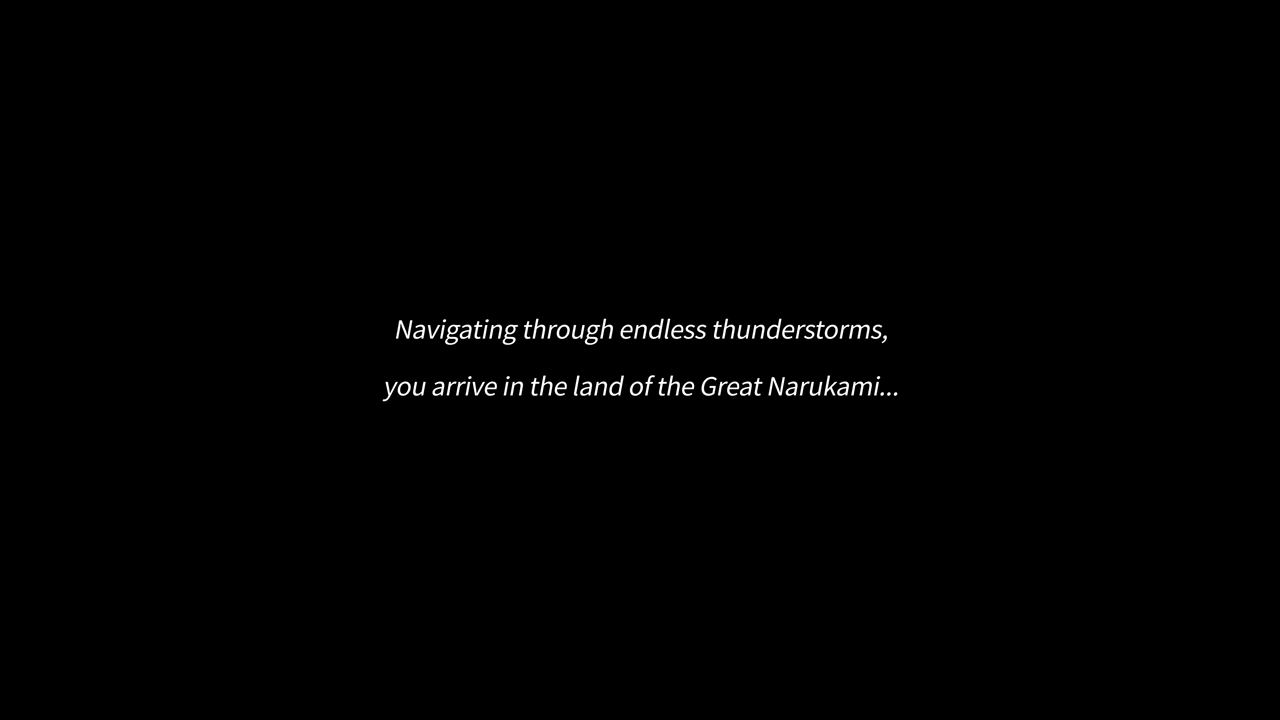 Navigating through endless thunderstorms,
you arrive in the land of the Great Narukami...